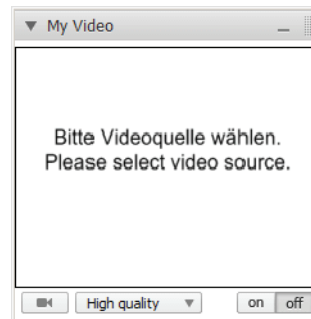 My Video
Bitte Videoquelle wählen.
Please select video source.
High quality
on off